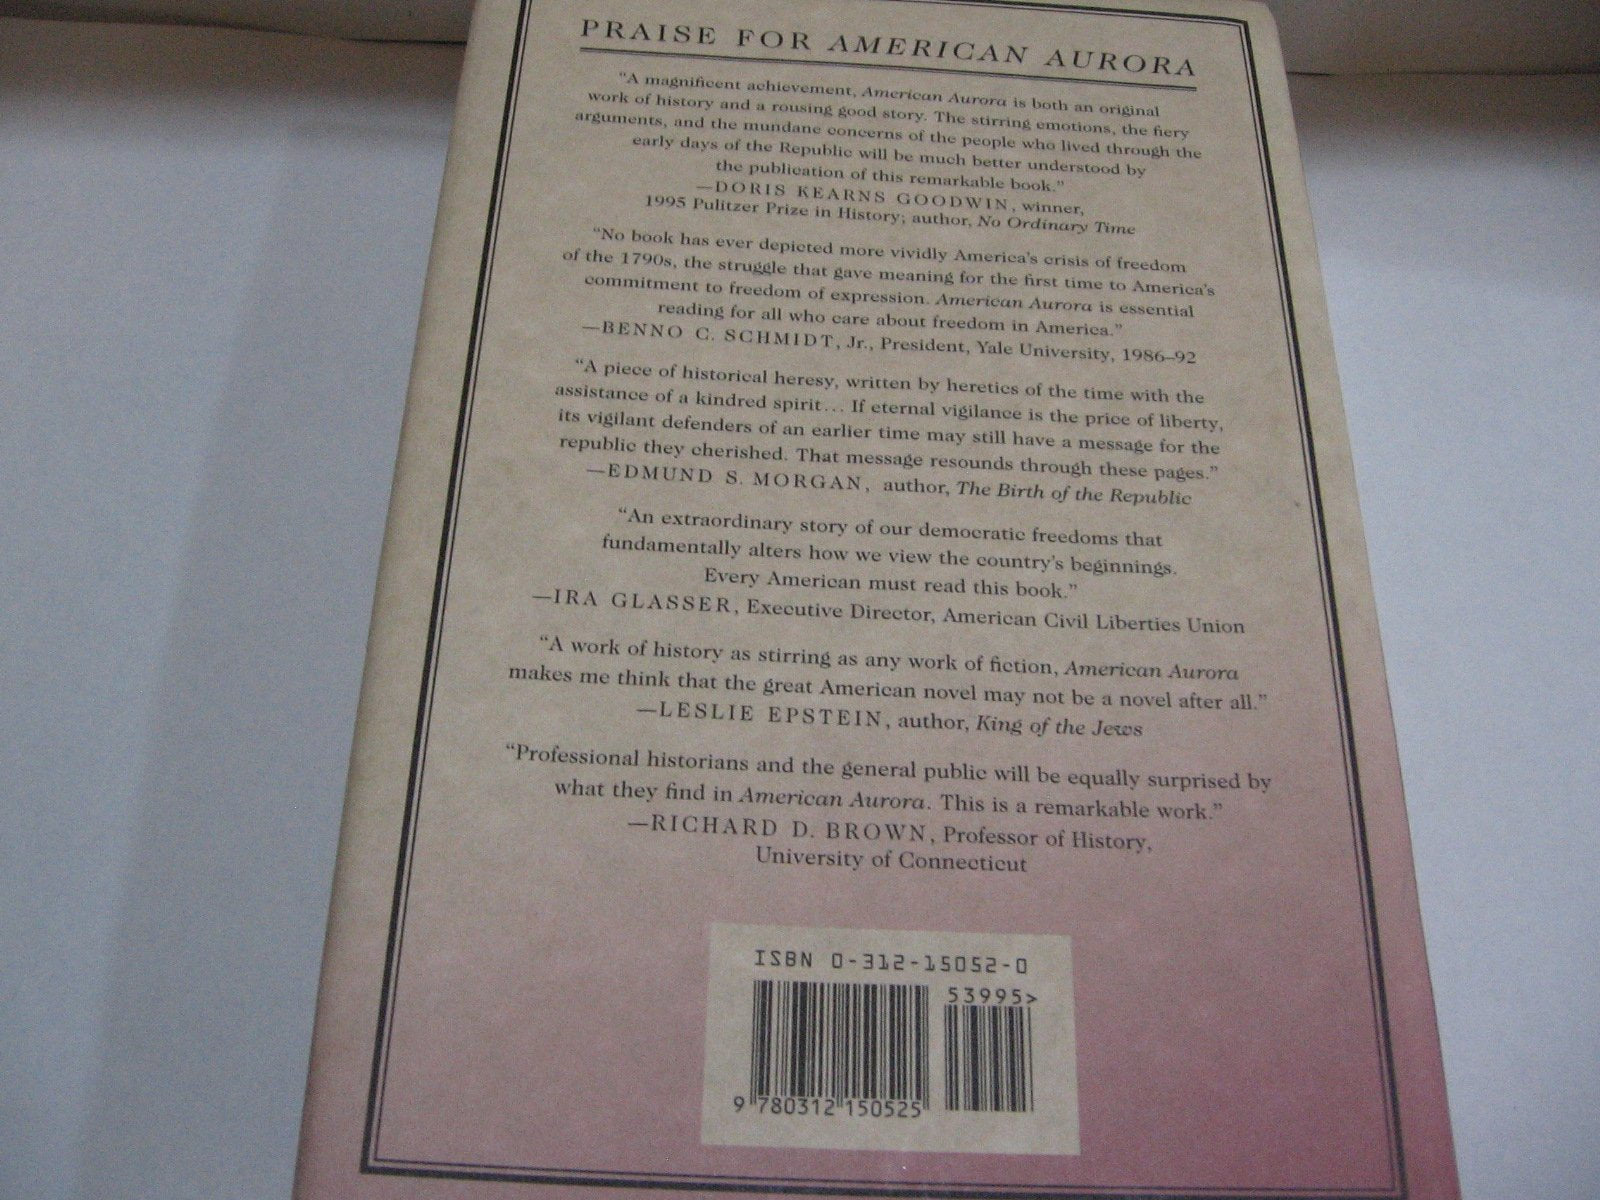 PRAISE FOR AMERICAN AURORA
“A magnificent achievement, American Aurora is both an original
work of history and a rousing good story. The stirring emotions, the fiery
arguments, and the mundane concerns of the people who lived through the
early days of the Republic will be much better understood by
the publication of this remarkable book.”
—DORIS KEARNS GOODWIN, winner,
1995 Pulitzer Prize in History; author, No Ordinary Time
“No book has ever depicted more vividly America's crisis of freedom
of the 1790s, the struggle that gave meaning for the first time to America's
commitment to freedom of expression. American Aurora is essential
reading for all who care about freedom in America.”
—BENNO C. SCHMIDT, Jr., President, Yale University, 1986–92
“A piece of historical heresy, written by heretics of the time with the
assistance of a kindred spirit... If eternal vigilance is the price of liberty,
its vigilant defenders of an earlier time may still have a message for the
republic they cherished. That message resounds through these pages.”
—EDMUND S. MORGAN, author, The Birth of the Republic
“An extraordinary story of our democratic freedoms that
fundamentally alters how we view the country's beginnings.
Every American must read this book.”
—IRA GLASSER, Executive Director, American Civil Liberties Union
“A work of history as stirring as any work of fiction, American Aurora
makes me think that the great American novel may not be a novel after all.”
—LESLIE EPSTEIN, author, King of the Jews
“Professional historians and the general public will be equally surprised by
what they find in American Aurora. This is a remarkable work.”
—RICHARD D. BROWN, Professor of History,
University of Connecticut
ISBN 0-312-15052-0
53995>
9 780312 150525